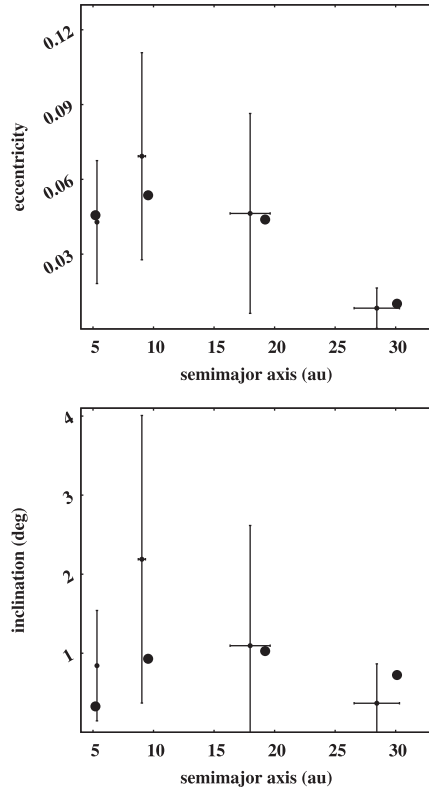 0.12
0.09
0.06
0.03
eccentricity
5 10 15 20 25 30
semimajor axis (au)
4
3
2
1
inclination (deg)
5 10 15 20 25 30
semimajor axis (au)